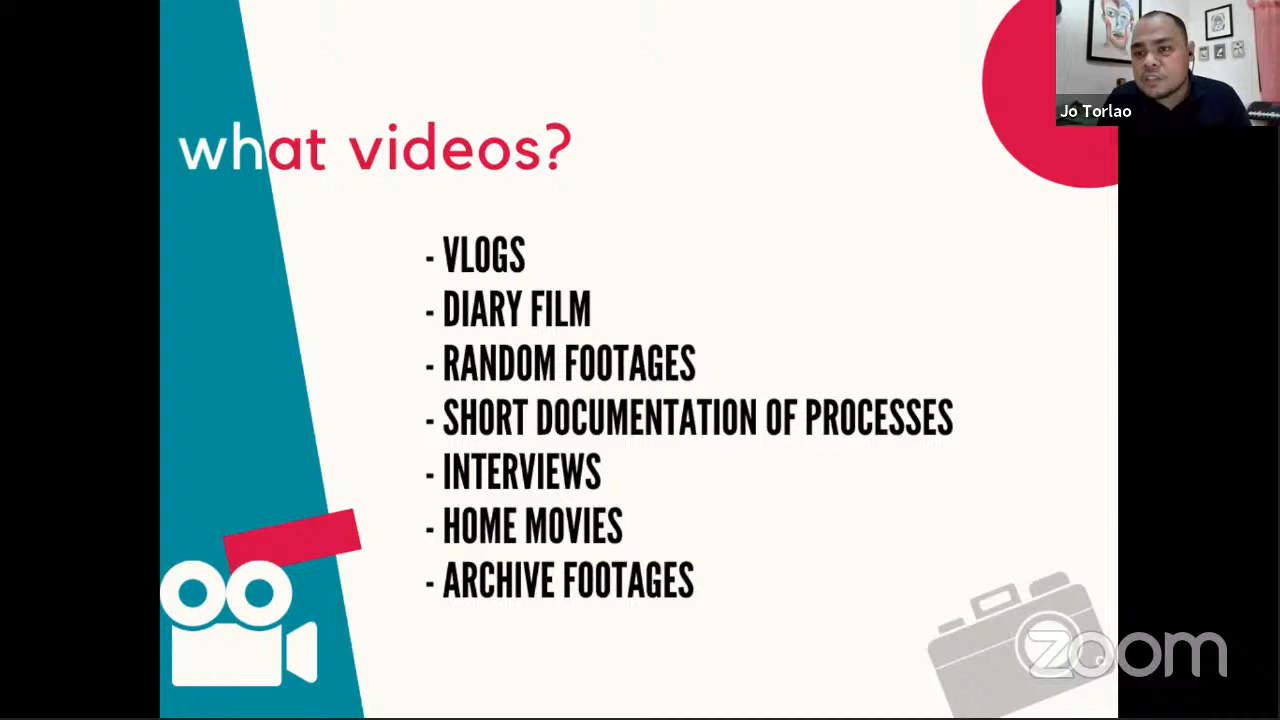 Jo Torlao
what videos?
- VLOGS
- DIARY FILM
- RANDOM FOOTAGES
- SHORT DOCUMENTATION OF PROCESSES
- INTERVIEWS
- HOME MOVIES
- ARCHIVE FOOTAGES
zoom